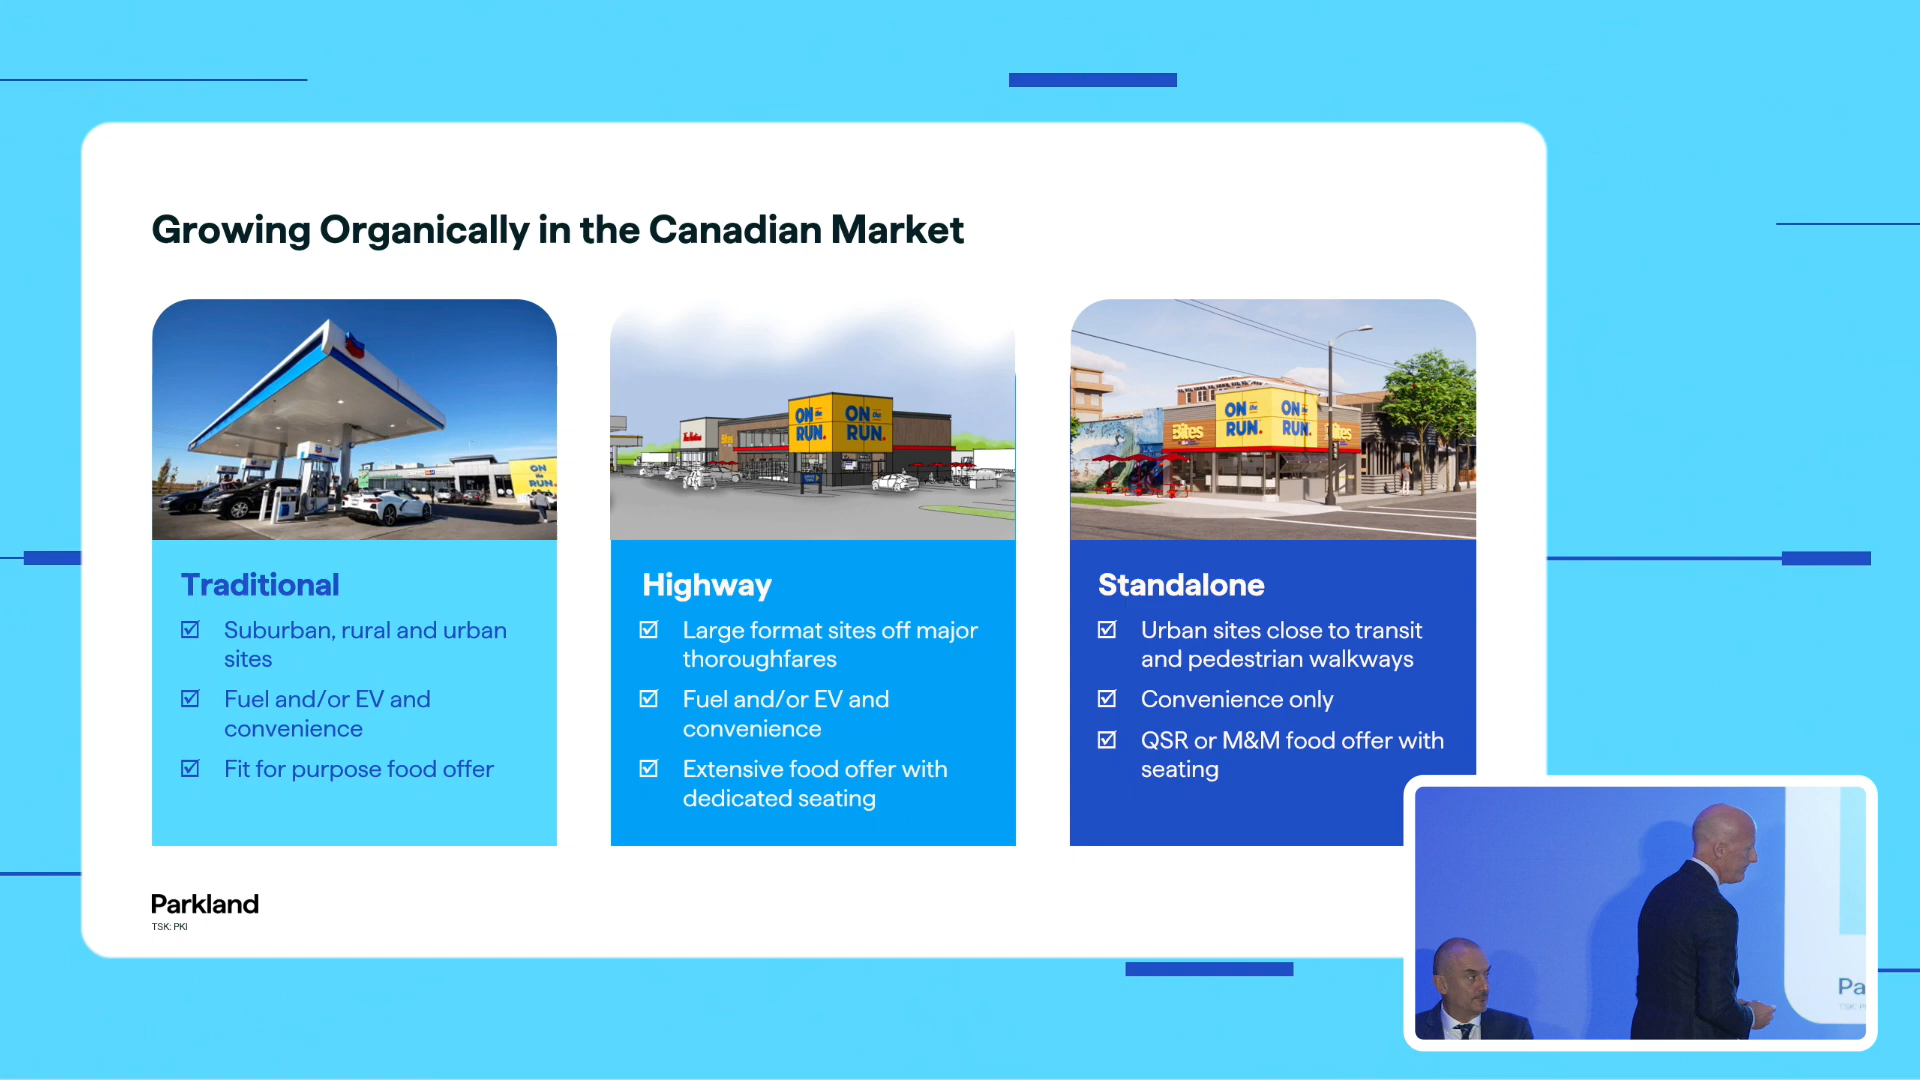 Growing Organically in the Canadian Market
ON
the
RUN.
ON the
RUN.
ON the
RUN.
Bites
ON the
RUN.
ON the
RUN.
Bites
Bites
Traditional
Suburban, rural and urban
sites
Fuel and/or EV and
convenience
Fit for purpose food offer
Highway
Large format sites off major
thoroughfares
Fuel and/or EV and
convenience
Extensive food offer with
dedicated seating
Standalone
Urban sites close to transit
and pedestrian walkways
Convenience only
QSR or M&M food offer with
seating
Parkland
TSK: PKI
Pa